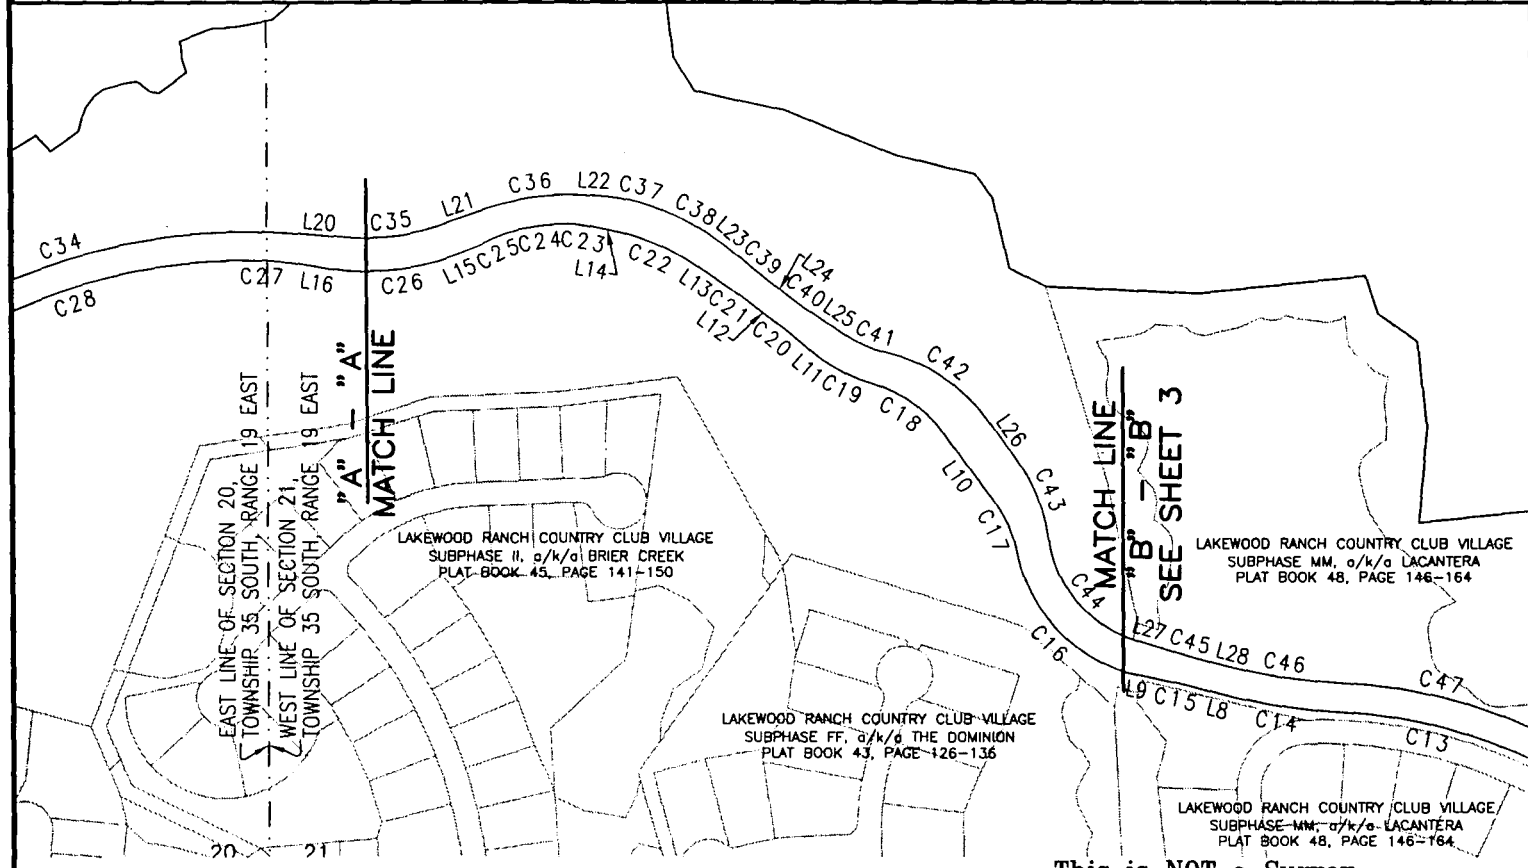 C34
L20
C35
L21
C36
L22
C37
C38
L23
C39
L24
C40
L25
C41
C42
L26
C43
C44
L27
C45
L28
C46
C47
C28
C27
L16
C26
L15
C25
C24
C23
L14
C22
L13
C21
L12
C20
L11
C19
C18
L10
C17
C16
L9
C15
L8
C14
C13
"A" – "A"
MATCH LINE
MATCH LINE
"B" – "B"
SEE SHEET 3
EAST LINE OF SECTION 20,
TOWNSHIP 35 SOUTH, RANGE 19 EAST
WEST LINE OF SECTION 21,
TOWNSHIP 35 SOUTH, RANGE 19 EAST
LAKEWOOD RANCH COUNTRY CLUB VILLAGE
SUBPHASE II, a/k/a BRIER CREEK
PLAT BOOK 45, PAGE 141-150
LAKEWOOD RANCH COUNTRY CLUB VILLAGE
SUBPHASE MM, a/k/a LACANTERA
PLAT BOOK 48, PAGE 146-164
LAKEWOOD RANCH COUNTRY CLUB VILLAGE
SUBPHASE FF, a/k/a THE DOMINION
PLAT BOOK 43, PAGE 126-136
LAKEWOOD RANCH COUNTRY CLUB VILLAGE
SUBPHASE MM, a/k/a LACANTERA
PLAT BOOK 48, PAGE 146-164
20
21
This is NOT a Survey